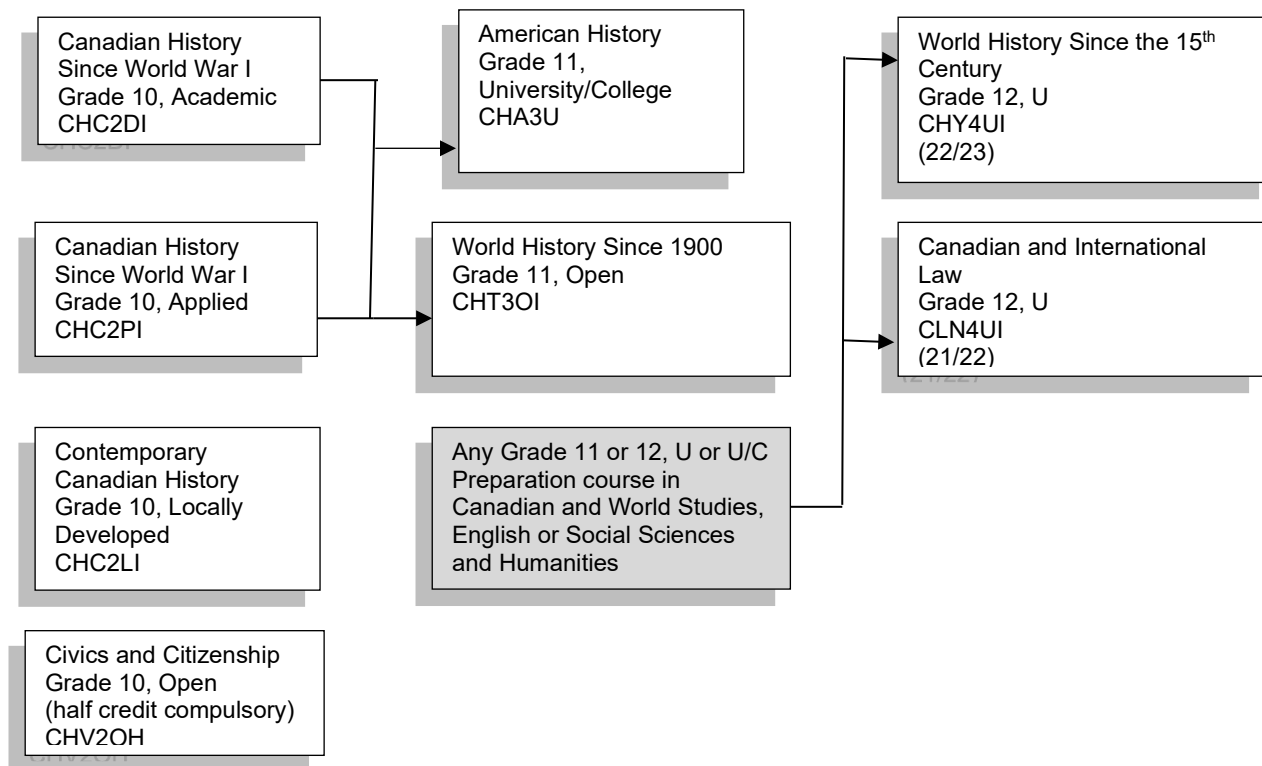 Canadian History
Since World War I
Grade 10, Academic
CHC2DI
American History
Grade 11,
University/College
CHA3U
World History Since the 15th
Century
Grade 12, U
CHY4UI
(22/23)
Canadian History
Since World War I
Grade 10, Applied
CHC2PI
World History Since 1900
Grade 11, Open
CHT3OI
Canadian and International
Law
Grade 12, U
CLN4UI
(21/22)
Contemporary
Canadian History
Grade 10, Locally
Developed
CHC2LI
Any Grade 11 or 12, U or U/C
Preparation course in
Canadian and World Studies,
English or Social Sciences
and Humanities
Civics and Citizenship
Grade 10, Open
(half credit compulsory)
CHV2OH